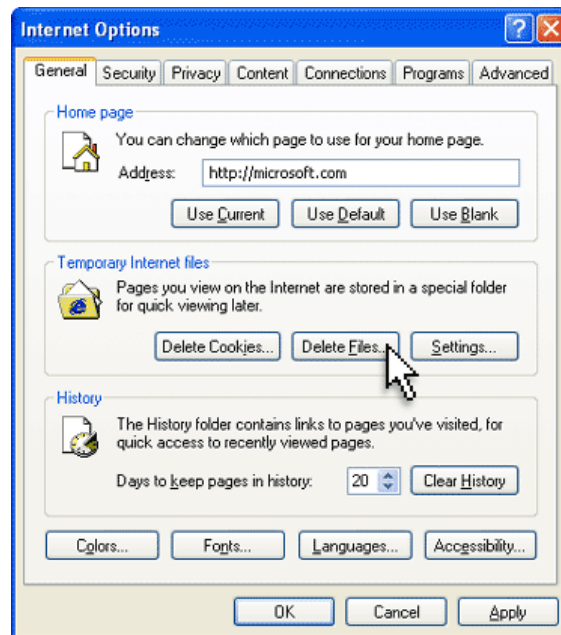 Internet Options
General Security Privacy Content Connections Programs Advanced
Home page
You can change which page to use for your home page.
Address: http://microsoft.com
Use Current Use Default Use Blank
Temporary Internet files
Pages you view on the Internet are stored in a special folder
for quick viewing later.
Delete Cookies... Delete Files... Settings...
History
The History folder contains links to pages you've visited, for
quick access to recently viewed pages.
Days to keep pages in history: 20 Clear History
Colors... Fonts... Languages... Accessibility...
OK Cancel Apply